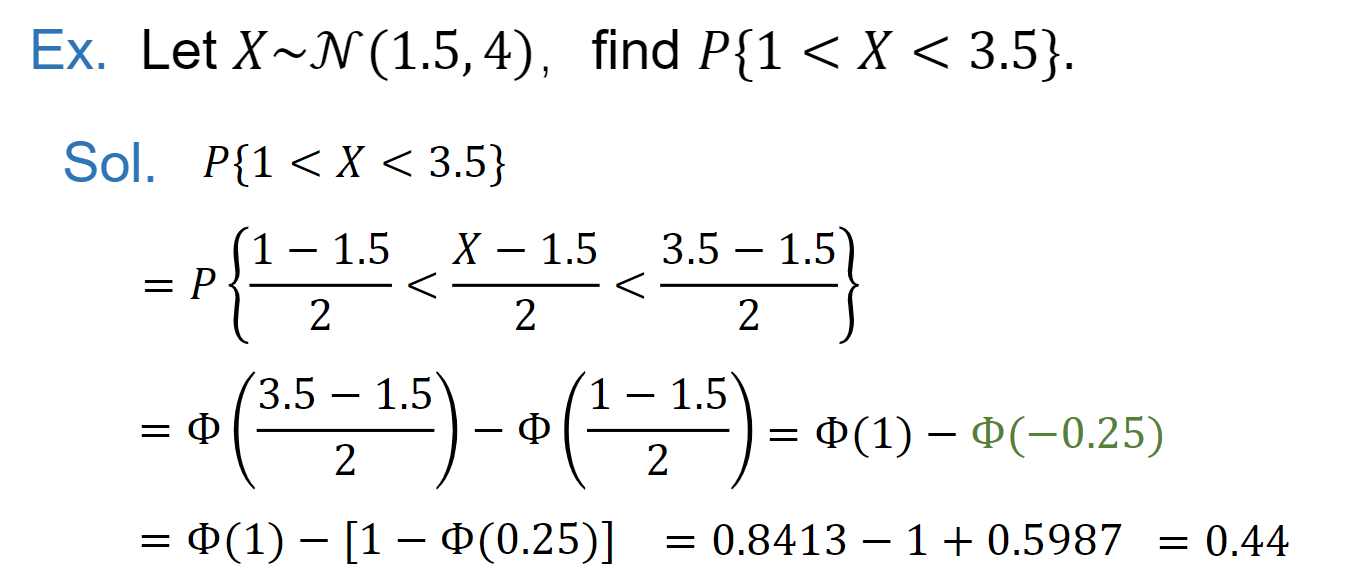 Ex. Let X~𝒩(1.5, 4), find P{1 < X < 3.5}.
Sol. P{1 < X < 3.5}
= P{(1 − 1.5)/2 < (X − 1.5)/2 < (3.5 − 1.5)/2}
= Φ((3.5 − 1.5)/2) − Φ((1 − 1.5)/2) = Φ(1) − Φ(−0.25)
= Φ(1) − [1 − Φ(0.25)] = 0.8413 − 1 + 0.5987 = 0.44